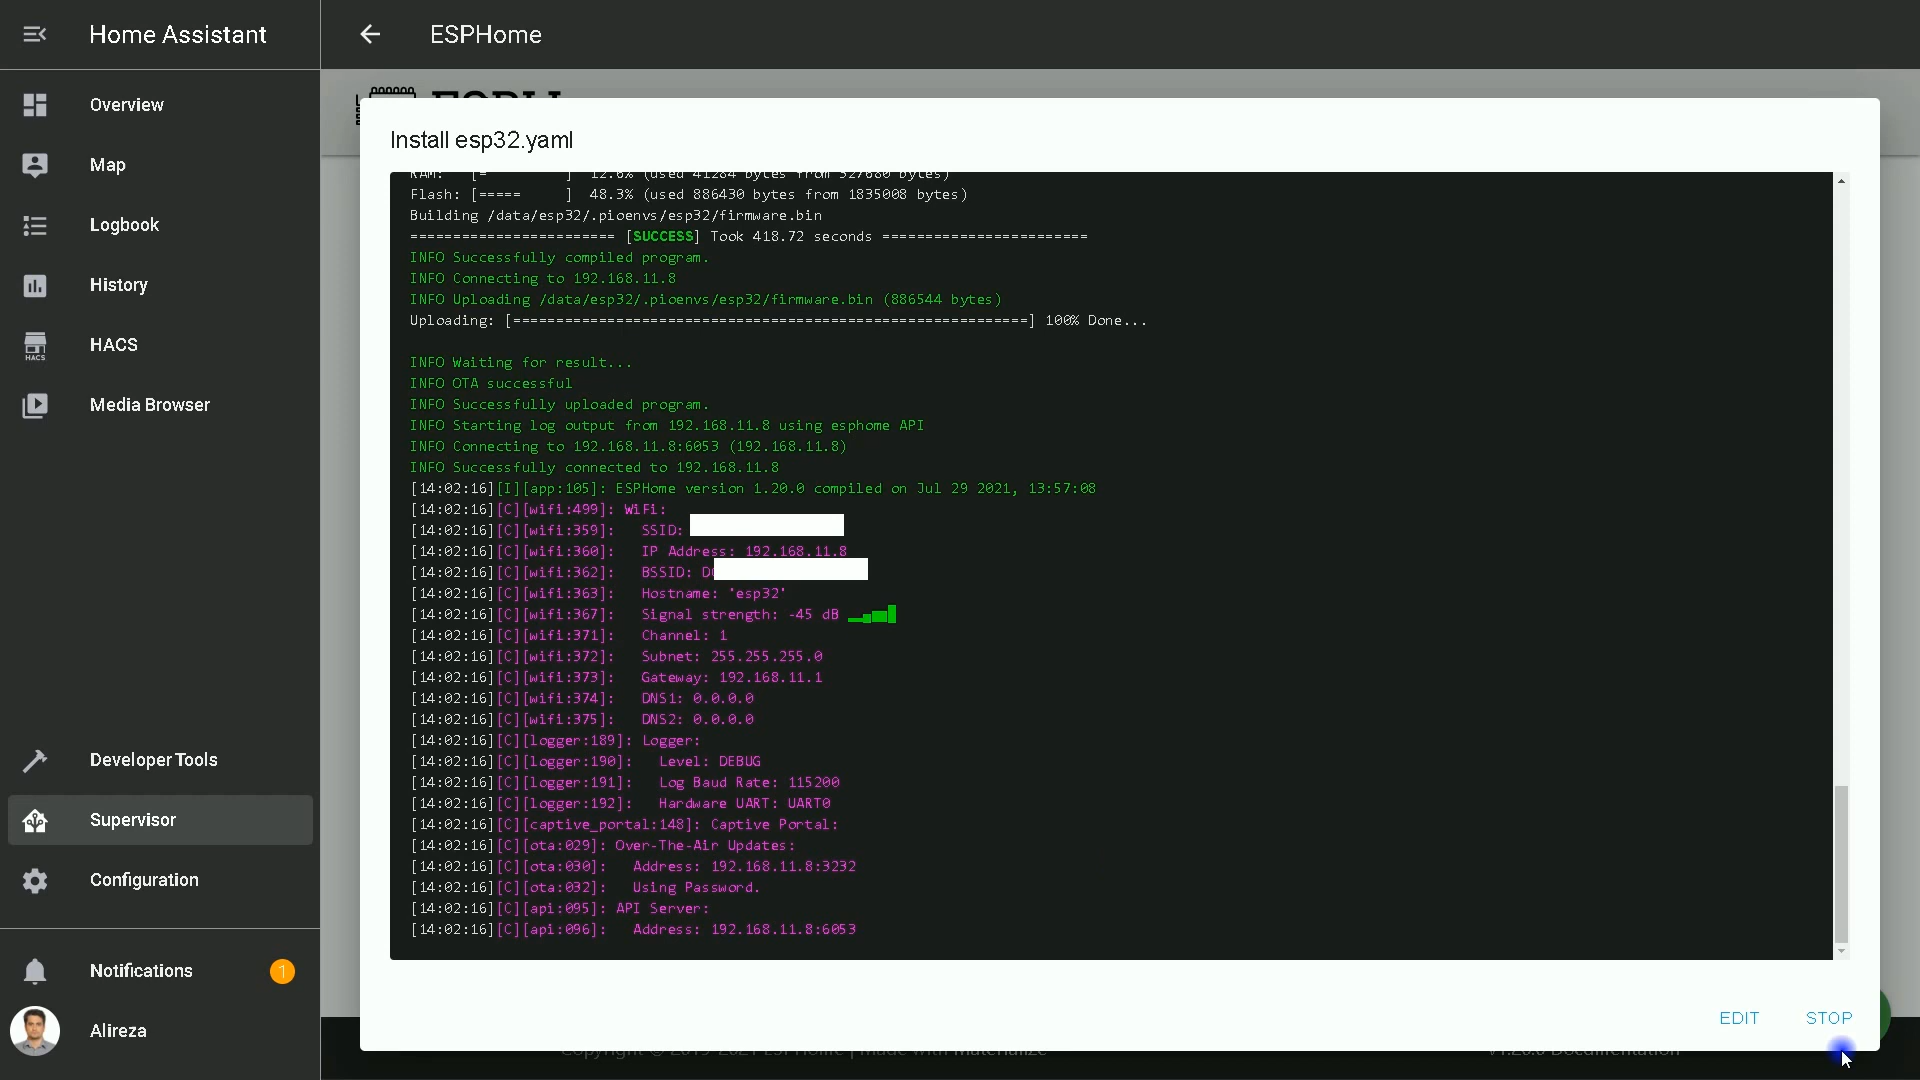 Home Assistant
ESPHome
Overview
Map
Logbook
History
HACS
HACS
Media Browser
Developer Tools
Supervisor
Configuration
Notifications
1
Alireza
Install esp32.yaml
RAM: [= ] 12.6% (used 41284 bytes from 327680 bytes)
Flash: [===== ] 48.3% (used 886430 bytes from 1835008 bytes)
Building /data/esp32/.pioenvs/esp32/firmware.bin
======================== [SUCCESS] Took 418.72 seconds ========================
INFO Successfully compiled program.
INFO Connecting to 192.168.11.8
INFO Uploading /data/esp32/.pioenvs/esp32/firmware.bin (886544 bytes)
Uploading: [============================================================] 100% Done...
INFO Waiting for result...
INFO OTA successful
INFO Successfully uploaded program.
INFO Starting log output from 192.168.11.8 using esphome API
INFO Connecting to 192.168.11.8:6053 (192.168.11.8)
INFO Successfully connected to 192.168.11.8
[14:02:16][I][app:105]: ESPHome version 1.20.0 compiled on Jul 29 2021, 13:57:08
[14:02:16][C][wifi:499]: WiFi:
[14:02:16][C][wifi:359]: SSID:
[14:02:16][C][wifi:360]: IP Address: 192.168.11.8
[14:02:16][C][wifi:362]: BSSID:
[14:02:16][C][wifi:363]: Hostname: 'esp32'
[14:02:16][C][wifi:367]: Signal strength: -45 dB
[14:02:16][C][wifi:371]: Channel: 1
[14:02:16][C][wifi:372]: Subnet: 255.255.255.0
[14:02:16][C][wifi:373]: Gateway: 192.168.11.1
[14:02:16][C][wifi:374]: DNS1: 0.0.0.0
[14:02:16][C][wifi:375]: DNS2: 0.0.0.0
[14:02:16][C][logger:189]: Logger:
[14:02:16][C][logger:190]: Level: DEBUG
[14:02:16][C][logger:191]: Log Baud Rate: 115200
[14:02:16][C][logger:192]: Hardware UART: UART0
[14:02:16][C][captive_portal:148]: Captive Portal:
[14:02:16][C][ota:029]: Over-The-Air Updates:
[14:02:16][C][ota:030]: Address: 192.168.11.8:3232
[14:02:16][C][ota:032]: Using Password.
[14:02:16][C][api:095]: API Server:
[14:02:16][C][api:096]: Address: 192.168.11.8:6053
EDIT STOP